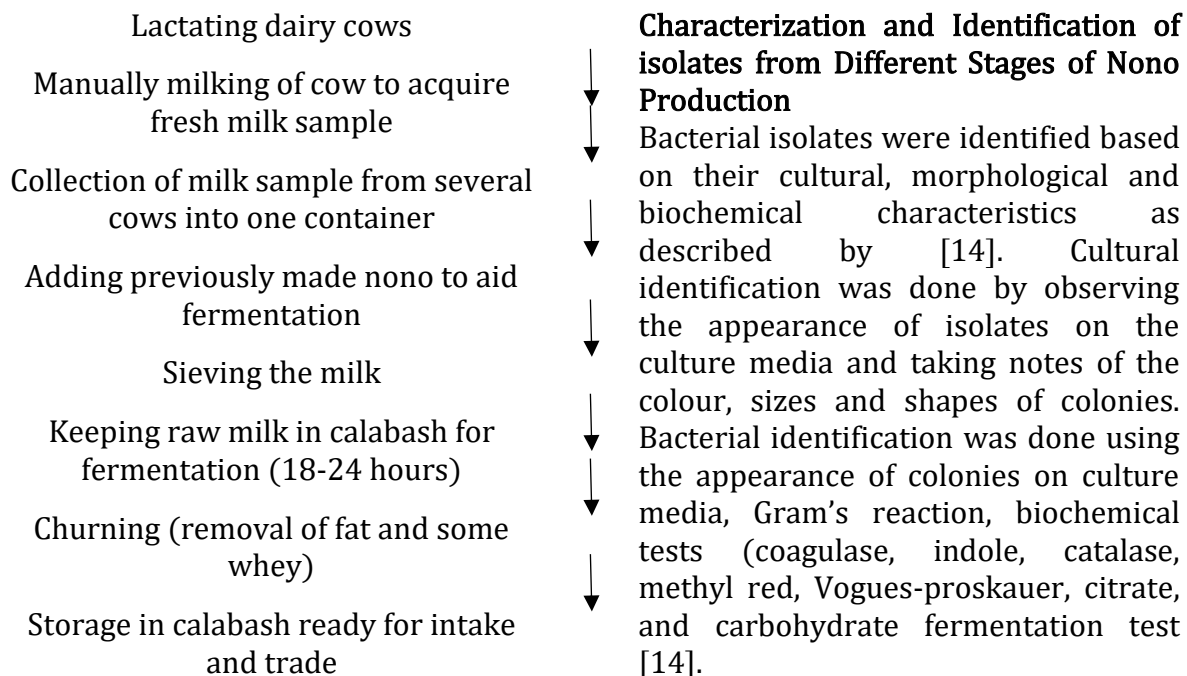 Lactating dairy cows
Manually milking of cow to acquire
fresh milk sample
Collection of milk sample from several
cows into one container
Adding previously made nono to aid
fermentation
Sieving the milk
Keeping raw milk in calabash for
fermentation (18-24 hours)
Churning (removal of fat and some
whey)
Storage in calabash ready for intake
and trade
Characterization and Identification of
isolates from Different Stages of Nono
Production
Bacterial isolates were identified based
on their cultural, morphological and
biochemical characteristics as
described by [14]. Cultural
identification was done by observing
the appearance of isolates on the
culture media and taking notes of the
colour, sizes and shapes of colonies.
Bacterial identification was done using
the appearance of colonies on culture
media, Gram’s reaction, biochemical
tests (coagulase, indole, catalase,
methyl red, Vogues-proskauer, citrate,
and carbohydrate fermentation test
[14].